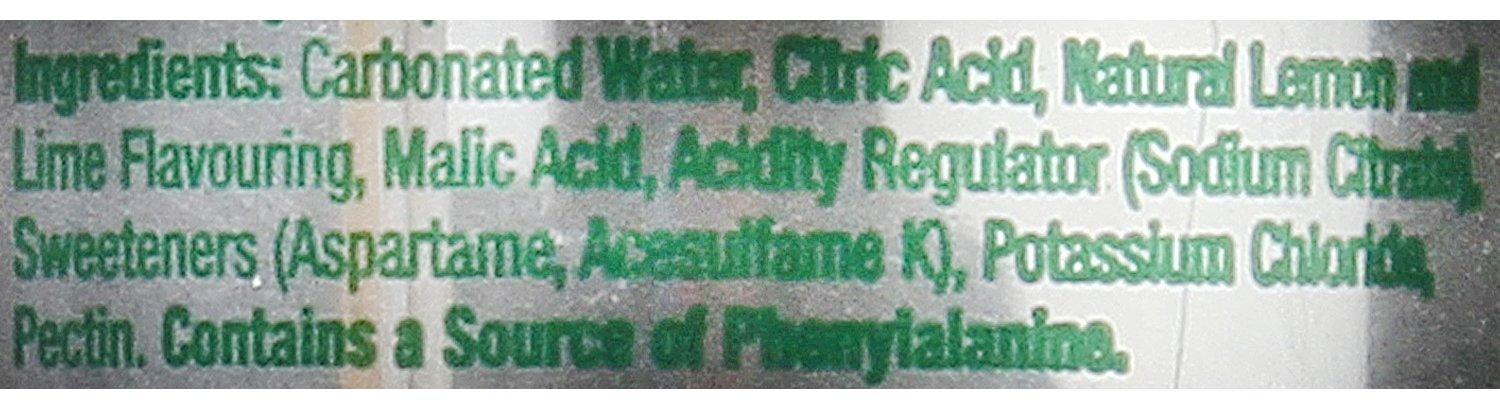 Ingredients: Carbonated Water, Citric Acid, Natural Lemon and
Lime Flavouring, Malic Acid, Acidity Regulator (Sodium Citrate),
Sweeteners (Aspartame, Acesulfame K), Potassium Chloride,
Pectin. Contains a Source of Phenylalanine.